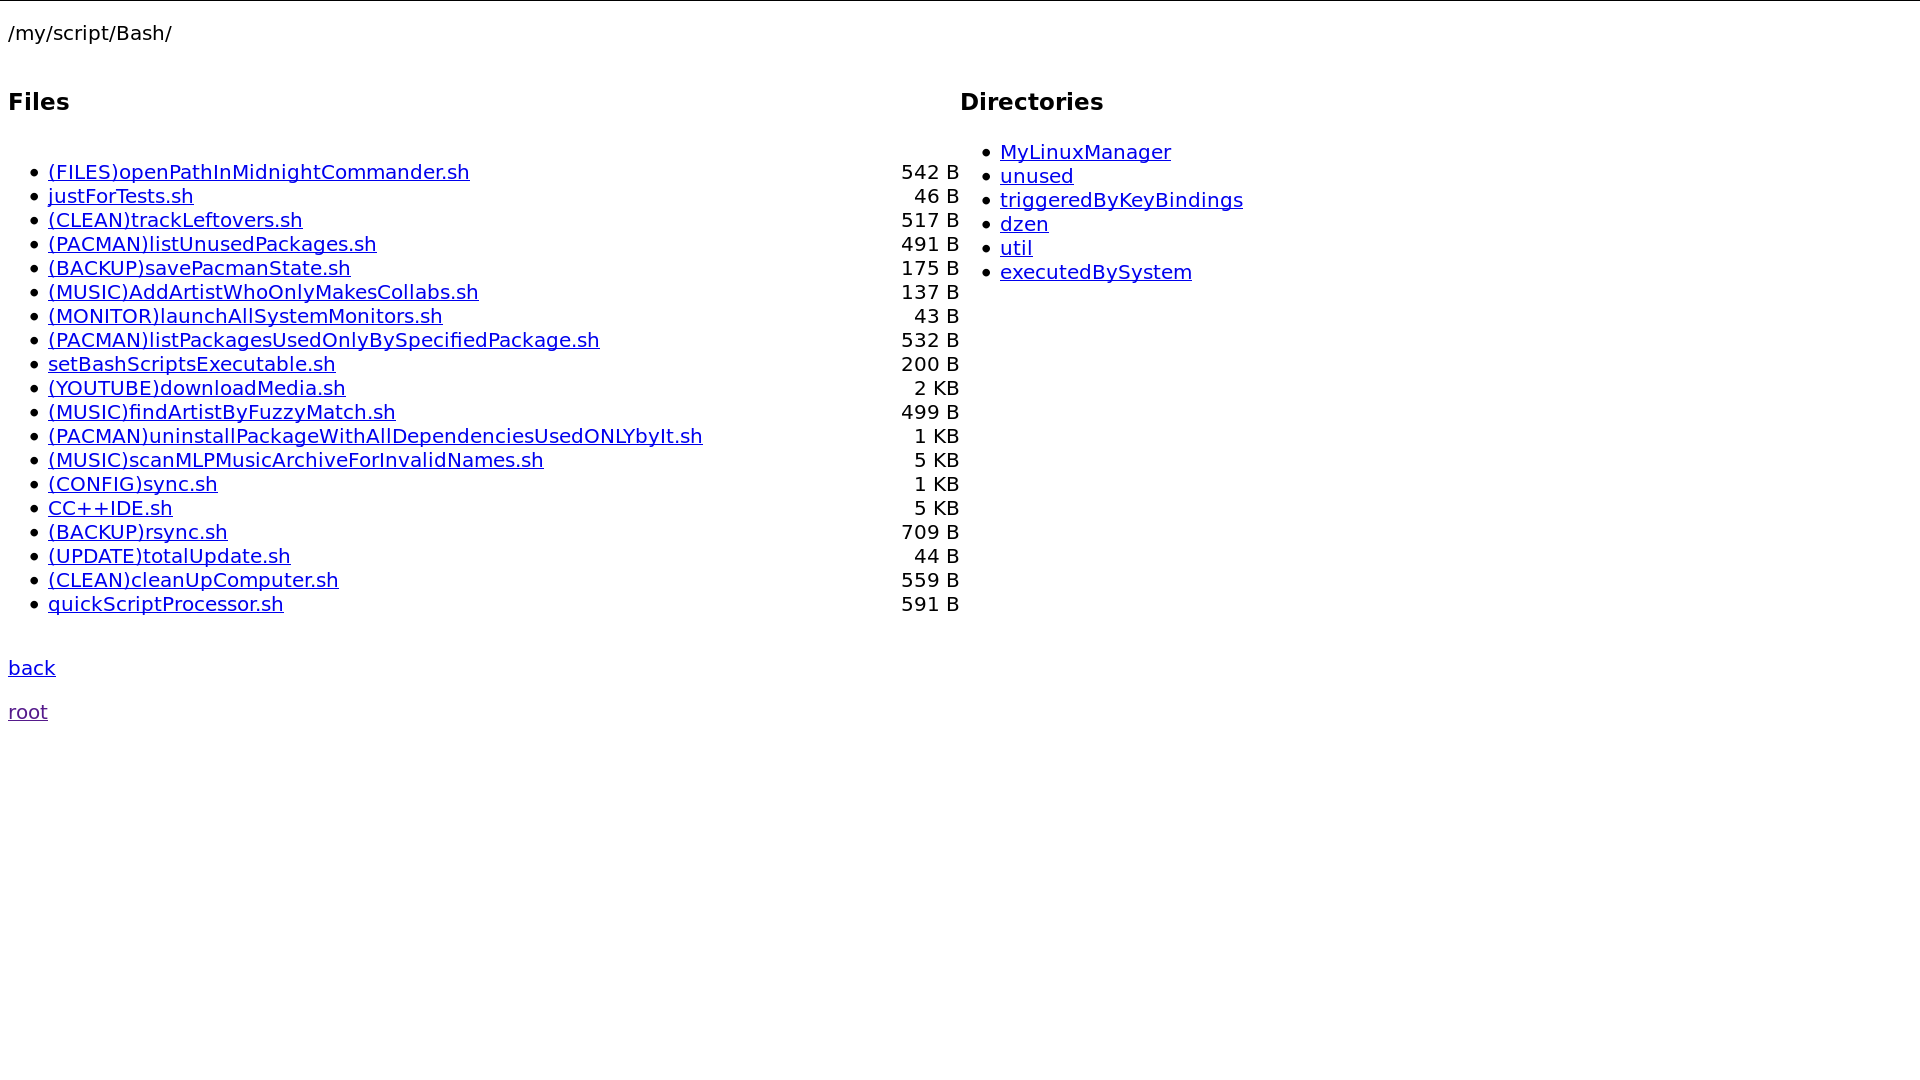 /my/script/Bash/
Files
(FILES)openPathInMidnightCommander.sh 542 B
justForTests.sh 46 B
(CLEAN)trackLeftovers.sh 517 B
(PACMAN)listUnusedPackages.sh 491 B
(BACKUP)savePacmanState.sh 175 B
(MUSIC)AddArtistWhoOnlyMakesCollabs.sh 137 B
(MONITOR)launchAllSystemMonitors.sh 43 B
(PACMAN)listPackagesUsedOnlyBySpecifiedPackage.sh 532 B
setBashScriptsExecutable.sh 200 B
(YOUTUBE)downloadMedia.sh 2 KB
(MUSIC)findArtistByFuzzyMatch.sh 499 B
(PACMAN)uninstallPackageWithAllDependenciesUsedONLYbyIt.sh 1 KB
(MUSIC)scanMLPMusicArchiveForInvalidNames.sh 5 KB
(CONFIG)sync.sh 1 KB
CC++IDE.sh 5 KB
(BACKUP)rsync.sh 709 B
(UPDATE)totalUpdate.sh 44 B
(CLEAN)cleanUpComputer.sh 559 B
quickScriptProcessor.sh 591 B
Directories
MyLinuxManager
unused
triggeredByKeyBindings
dzen
util
executedBySystem
back
root